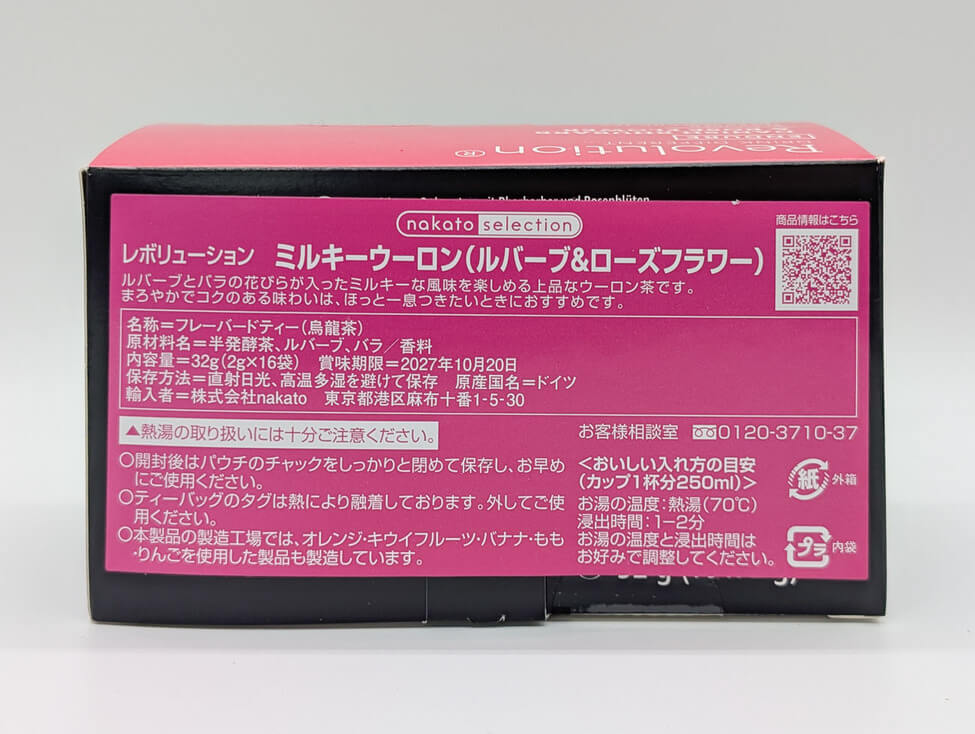 Revolution®
nakato selection
商品情報はこちら
レボリューション ミルキーウーロン(ルバーブ&ローズフラワー)
ルバーブとバラの花びらが入ったミルキーな風味を楽しめる上品なウーロン茶です。
まろやかでコクのある味わいは、ほっと一息つきたいときにおすすめです。
名称=フレーバードティー(烏龍茶)
原材料名=半発酵茶、ルバーブ、バラ/香料
内容量=32g(2g×16袋) 賞味期限=2027年10月20日
保存方法=直射日光、高温多湿を避けて保存 原産国名=ドイツ
輸入者=株式会社nakato 東京都港区麻布十番1-5-30
▲熱湯の取り扱いには十分ご注意ください。
お客様相談室 0120-3710-37
○開封後はパウチのチャックをしっかりと閉めて保存し、お早め
にご使用ください。
○ティーバッグのタグは熱により融着しております。外してご使
用ください。
○本製品の製造工場では、オレンジ・キウイフルーツ・バナナ・もも
・りんごを使用した製品も製造しています。
<おいしい入れ方の目安
(カップ1杯分250ml)>
お湯の温度:熱湯(70℃)
浸出時間:1−2分
お湯の温度と浸出時間は
お好みで調整してください。
紙 外箱
プラ 内袋